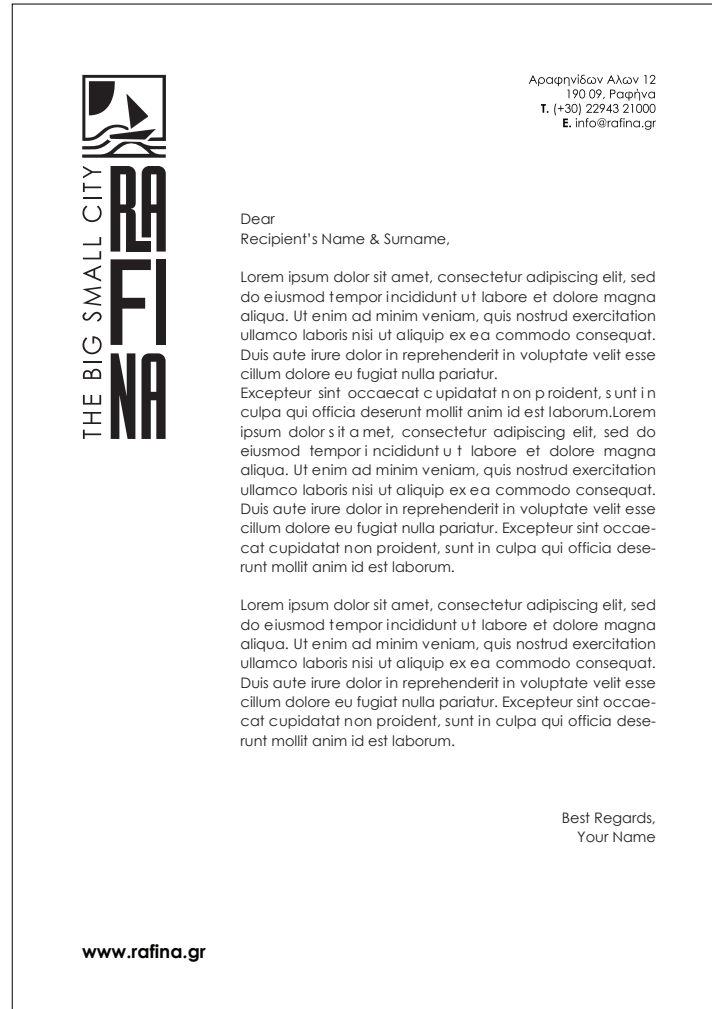 Αραφηνίδων Αλων 12
190 09, Ραφήνα
T. (+30) 22943 21000
E. info@rafina.gr
THE BIG SMALL CITY
RA
FI
NA
Dear
Recipient's Name & Surname,
Lorem ipsum dolor sit amet, consectetur adipiscing elit, sed
do eiusmod tempor incididunt ut labore et dolore magna
aliqua. Ut enim ad minim veniam, quis nostrud exercitation
ullamco laboris nisi ut aliquip ex ea commodo consequat.
Duis aute irure dolor in reprehenderit in voluptate velit esse
cillum dolore eu fugiat nulla pariatur.
Excepteur sint occaecat c upidatat n on p roident, s unt i n
culpa qui officia deserunt mollit anim id est laborum.Lorem
ipsum dolor s it a met, consectetur adipiscing elit, sed do
eiusmod tempor i ncididunt u t labore et dolore magna
aliqua. Ut enim ad minim veniam, quis nostrud exercitation
ullamco laboris nisi ut aliquip ex ea commodo consequat.
Duis aute irure dolor in reprehenderit in voluptate velit esse
cillum dolore eu fugiat nulla pariatur. Excepteur sint occae-
cat cupidatat non proident, sunt in culpa qui officia dese-
runt mollit anim id est laborum.
Lorem ipsum dolor sit amet, consectetur adipiscing elit, sed
do eiusmod tempor incididunt ut labore et dolore magna
aliqua. Ut enim ad minim veniam, quis nostrud exercitation
ullamco laboris nisi ut aliquip ex ea commodo consequat.
Duis aute irure dolor in reprehenderit in voluptate velit esse
cillum dolore eu fugiat nulla pariatur. Excepteur sint occae-
cat cupidatat non proident, sunt in culpa qui officia dese-
runt mollit anim id est laborum.
Best Regards,
Your Name
www.rafina.gr